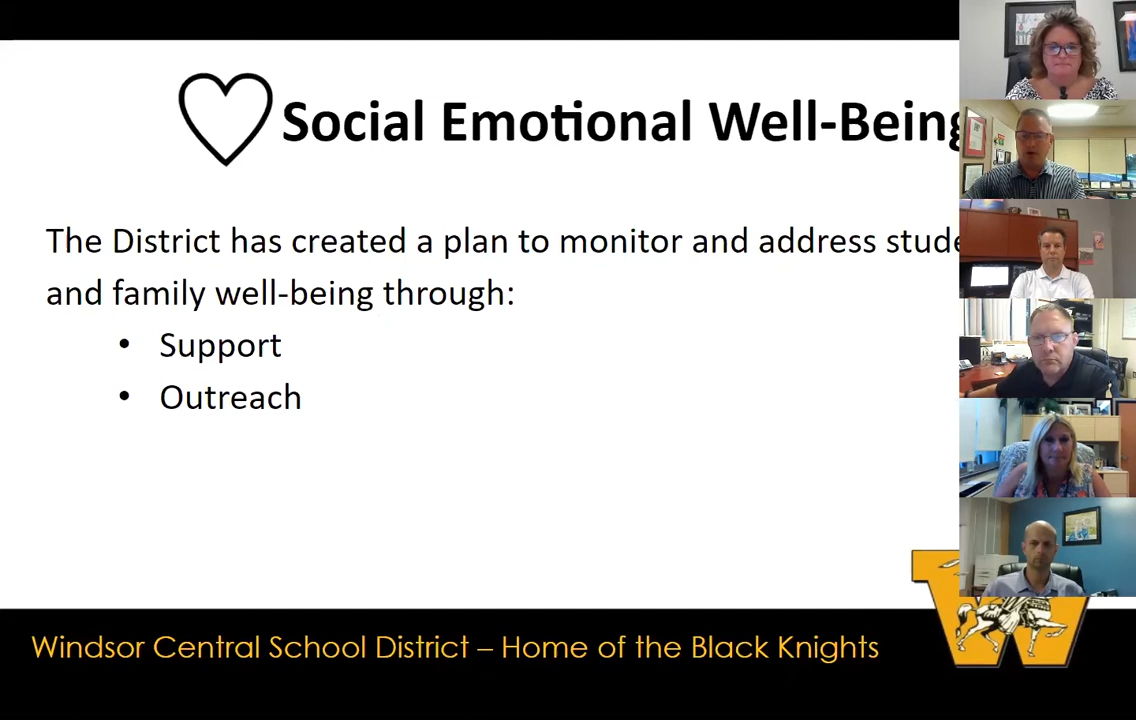 Social Emotional Well-Being
The District has created a plan to monitor and address stude
and family well-being through:
• Support
• Outreach
W
Windsor Central School District – Home of the Black Knights